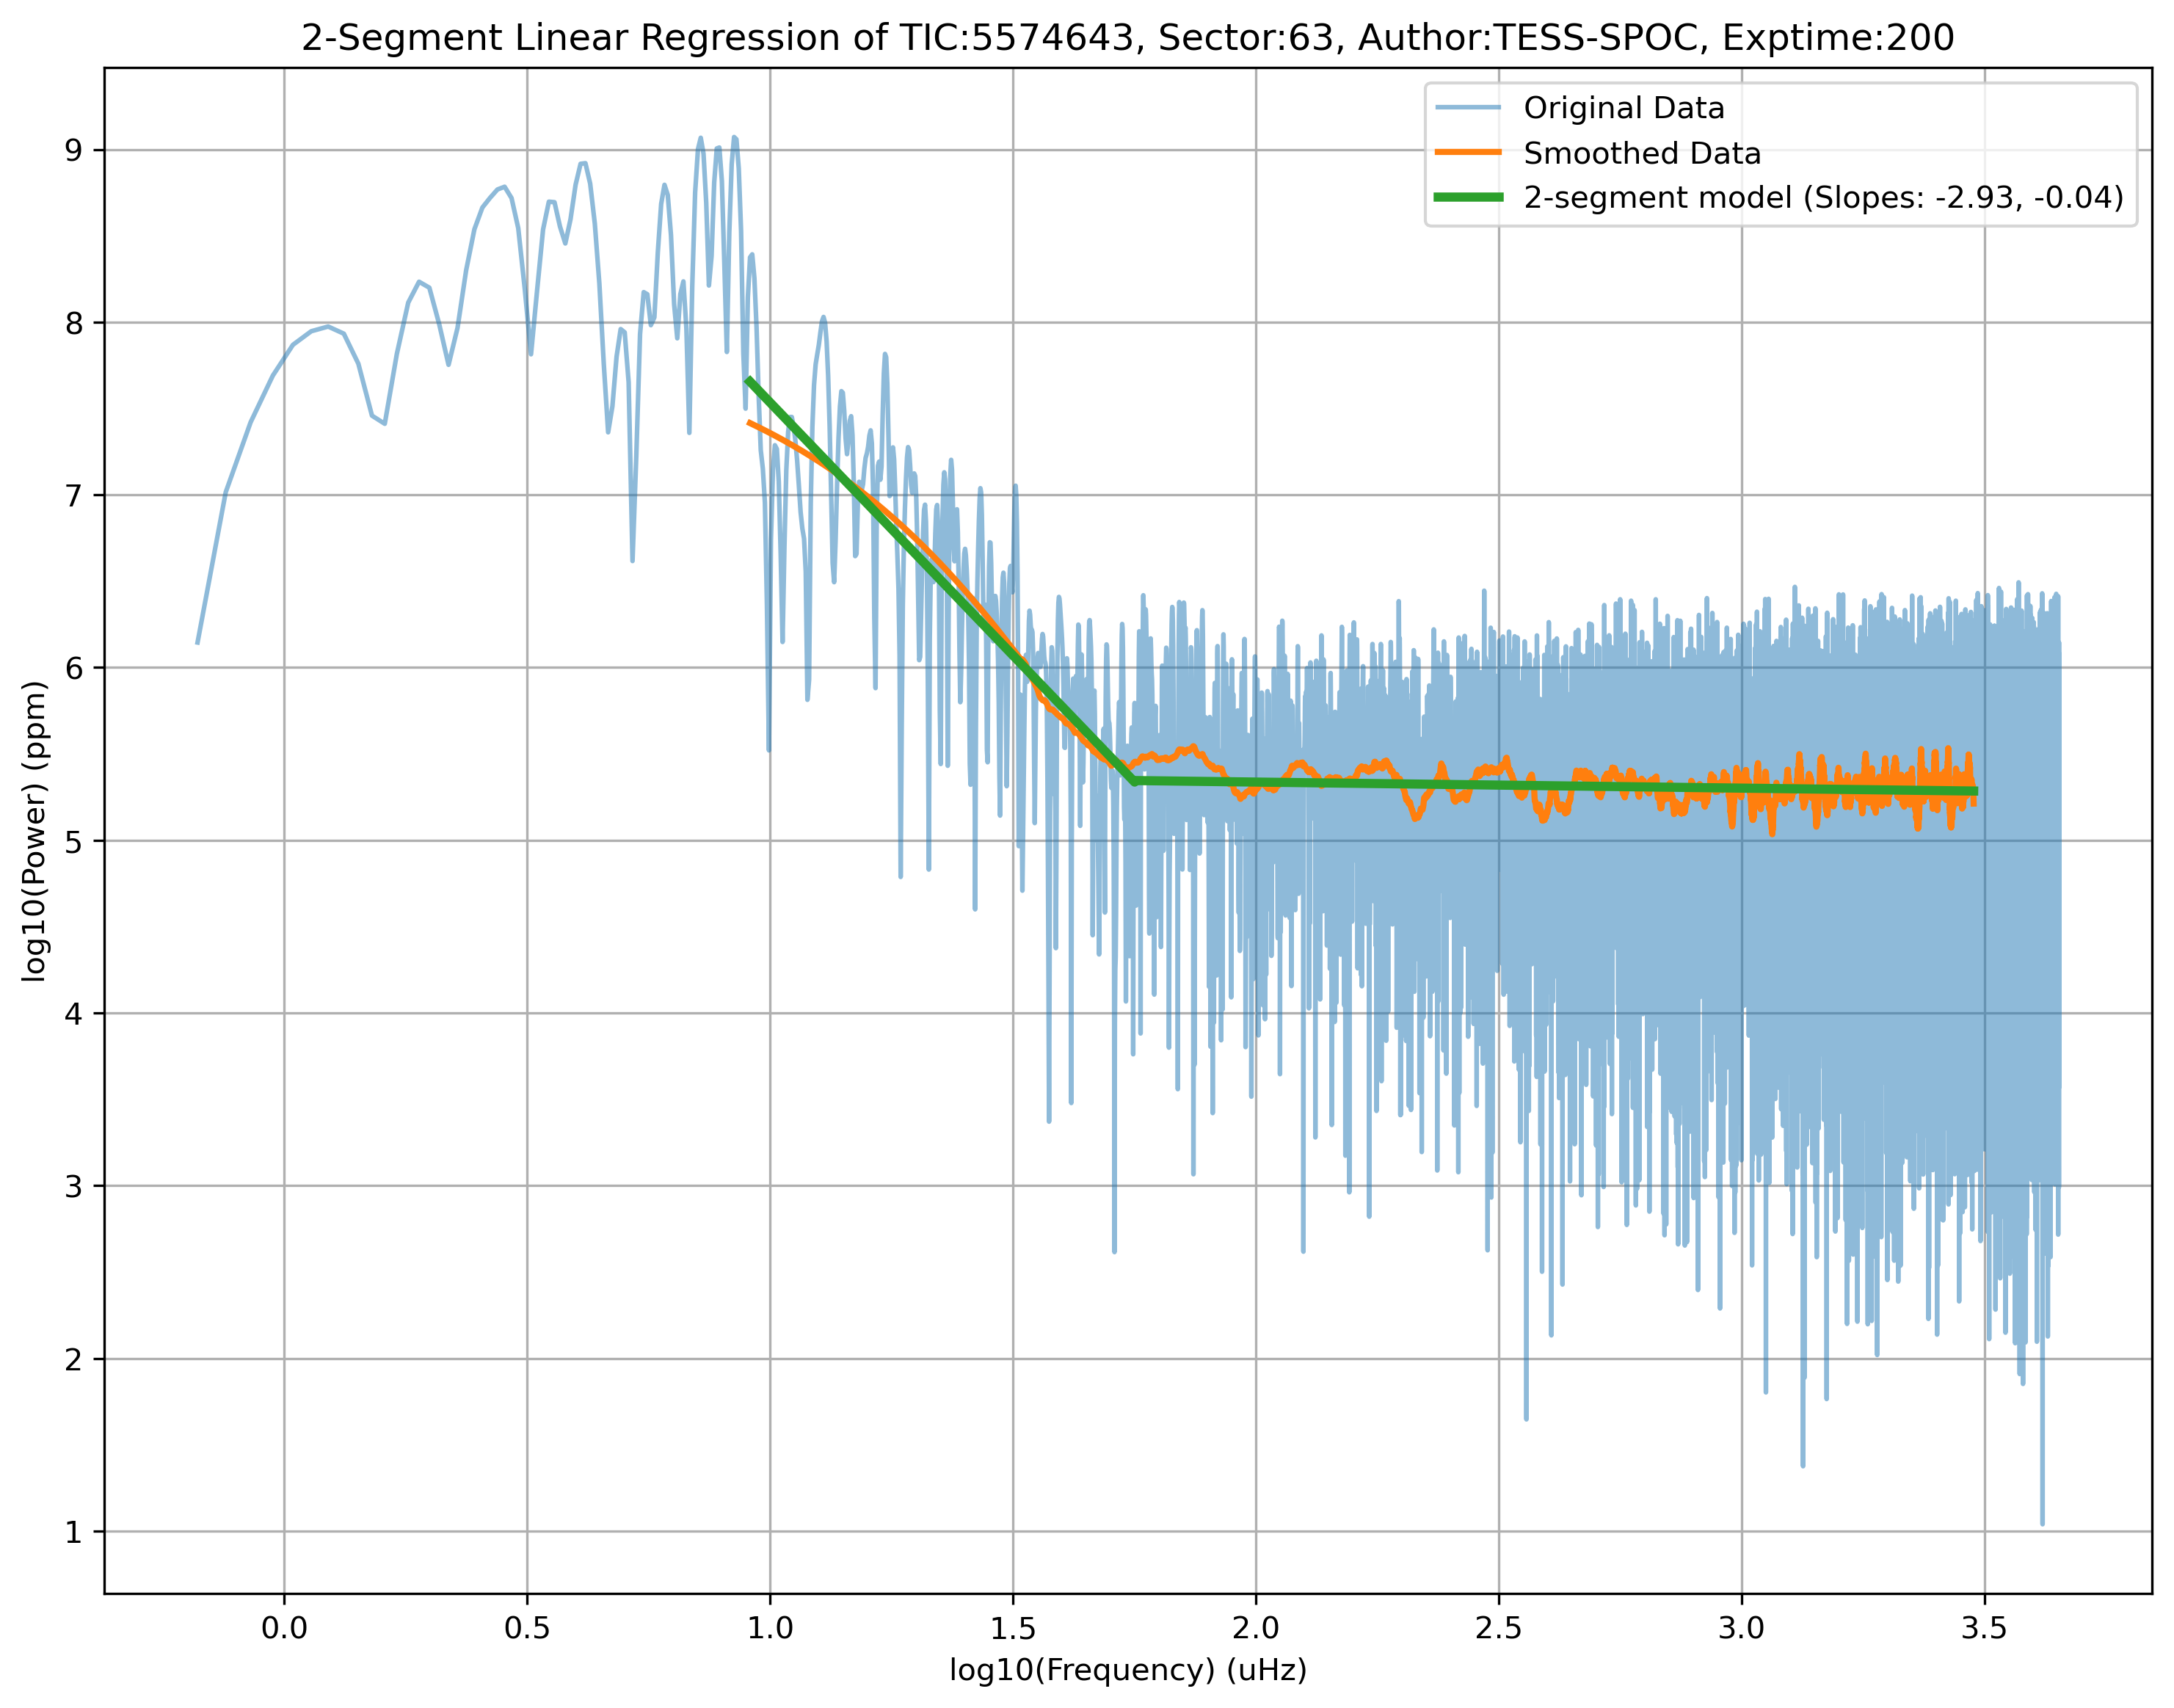 2-Segment Linear Regression of TIC:5574643, Sector:63, Author:TESS-SPOC, Exptime:200
Original Data
Smoothed Data
2-segment model (Slopes: -2.93, -0.04)
log10(Power) (ppm)
9
8
7
6
5
4
3
2
1
0.0 0.5 1.0 1.5 2.0 2.5 3.0 3.5
log10(Frequency) (uHz)